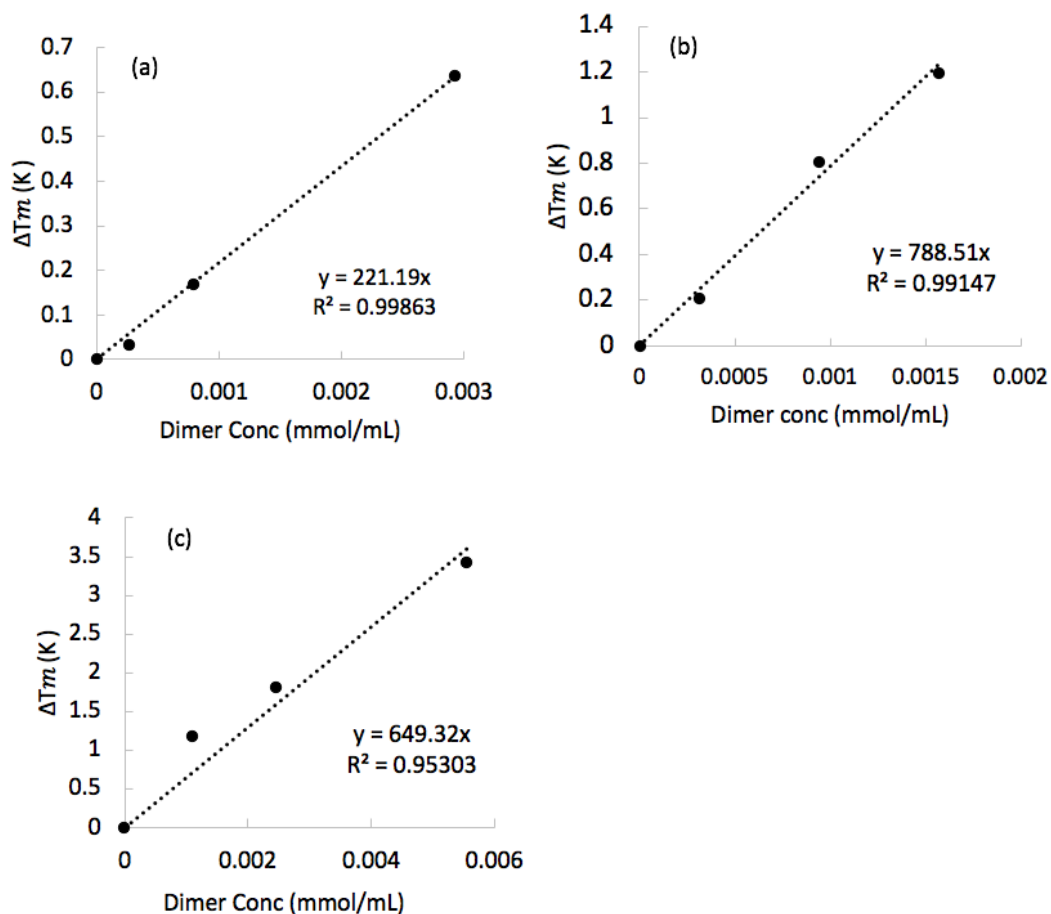 (a)
0.7
0.6
0.5
0.4
0.3
0.2
0.1
0
ΔTm (K)
y = 221.19x
R² = 0.99863
0 0.001 0.002 0.003
Dimer Conc (mmol/mL)
(b)
1.4
1.2
1
0.8
0.6
0.4
0.2
0
ΔTm (K)
y = 788.51x
R² = 0.99147
0 0.0005 0.001 0.0015 0.002
Dimer conc (mmol/mL)
(c)
4
3.5
3
2.5
2
1.5
1
0.5
0
ΔTm (K)
y = 649.32x
R² = 0.95303
0 0.002 0.004 0.006
Dimer Conc (mmol/mL)